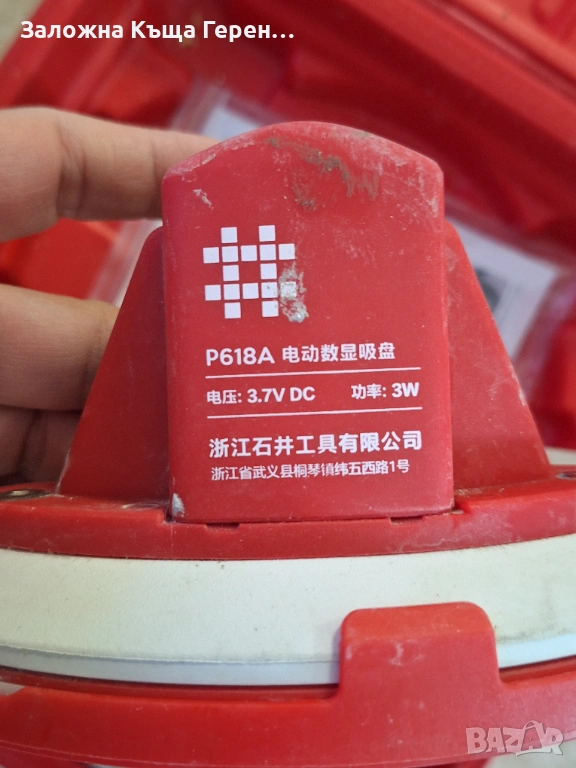 Заложна Къща Герен...
P618A 电动数显吸盘
电压: 3.7V DC 功率: 3W
浙江石井工具有限公司
浙江省武义县桐琴镇纬五西路1号
BAZAR